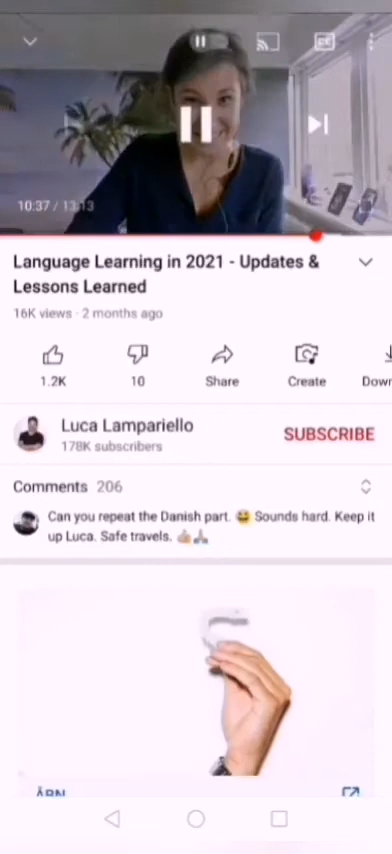 CC
10:37 / 13:13
Language Learning in 2021 - Updates &
Lessons Learned
16K views · 2 months ago
1.2K
10
Share
Create
Down
Luca Lampariello
178K subscribers
SUBSCRIBE
Comments 206
Can you repeat the Danish part. 😄 Sounds hard. Keep it
up Luca. Safe travels. 👍🏼🙏🏼